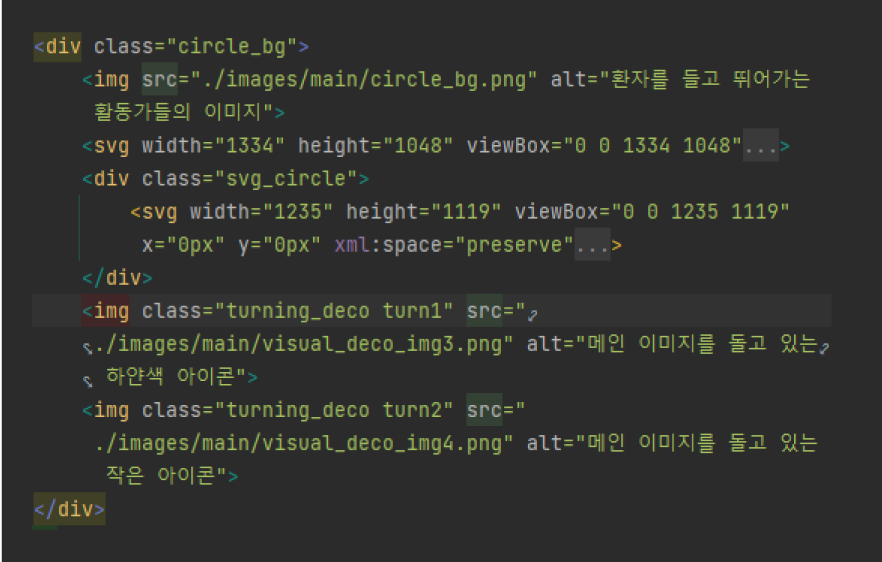 <div class="circle_bg">
<img src="./images/main/circle_bg.png" alt="환자를 들고 뛰어가는
활동가들의 이미지">
<svg width="1334" height="1048" viewBox="0 0 1334 1048"...>
<div class="svg_circle">
<svg width="1235" height="1119" viewBox="0 0 1235 1119"
x="0px" y="0px" xml:space="preserve"...>
</div>
<img class="turning_deco turn1" src="
./images/main/visual_deco_img3.png" alt="메인 이미지를 돌고 있는
하얀색 아이콘">
<img class="turning_deco turn2" src="
./images/main/visual_deco_img4.png" alt="메인 이미지를 돌고 있는
작은 아이콘">
</div>